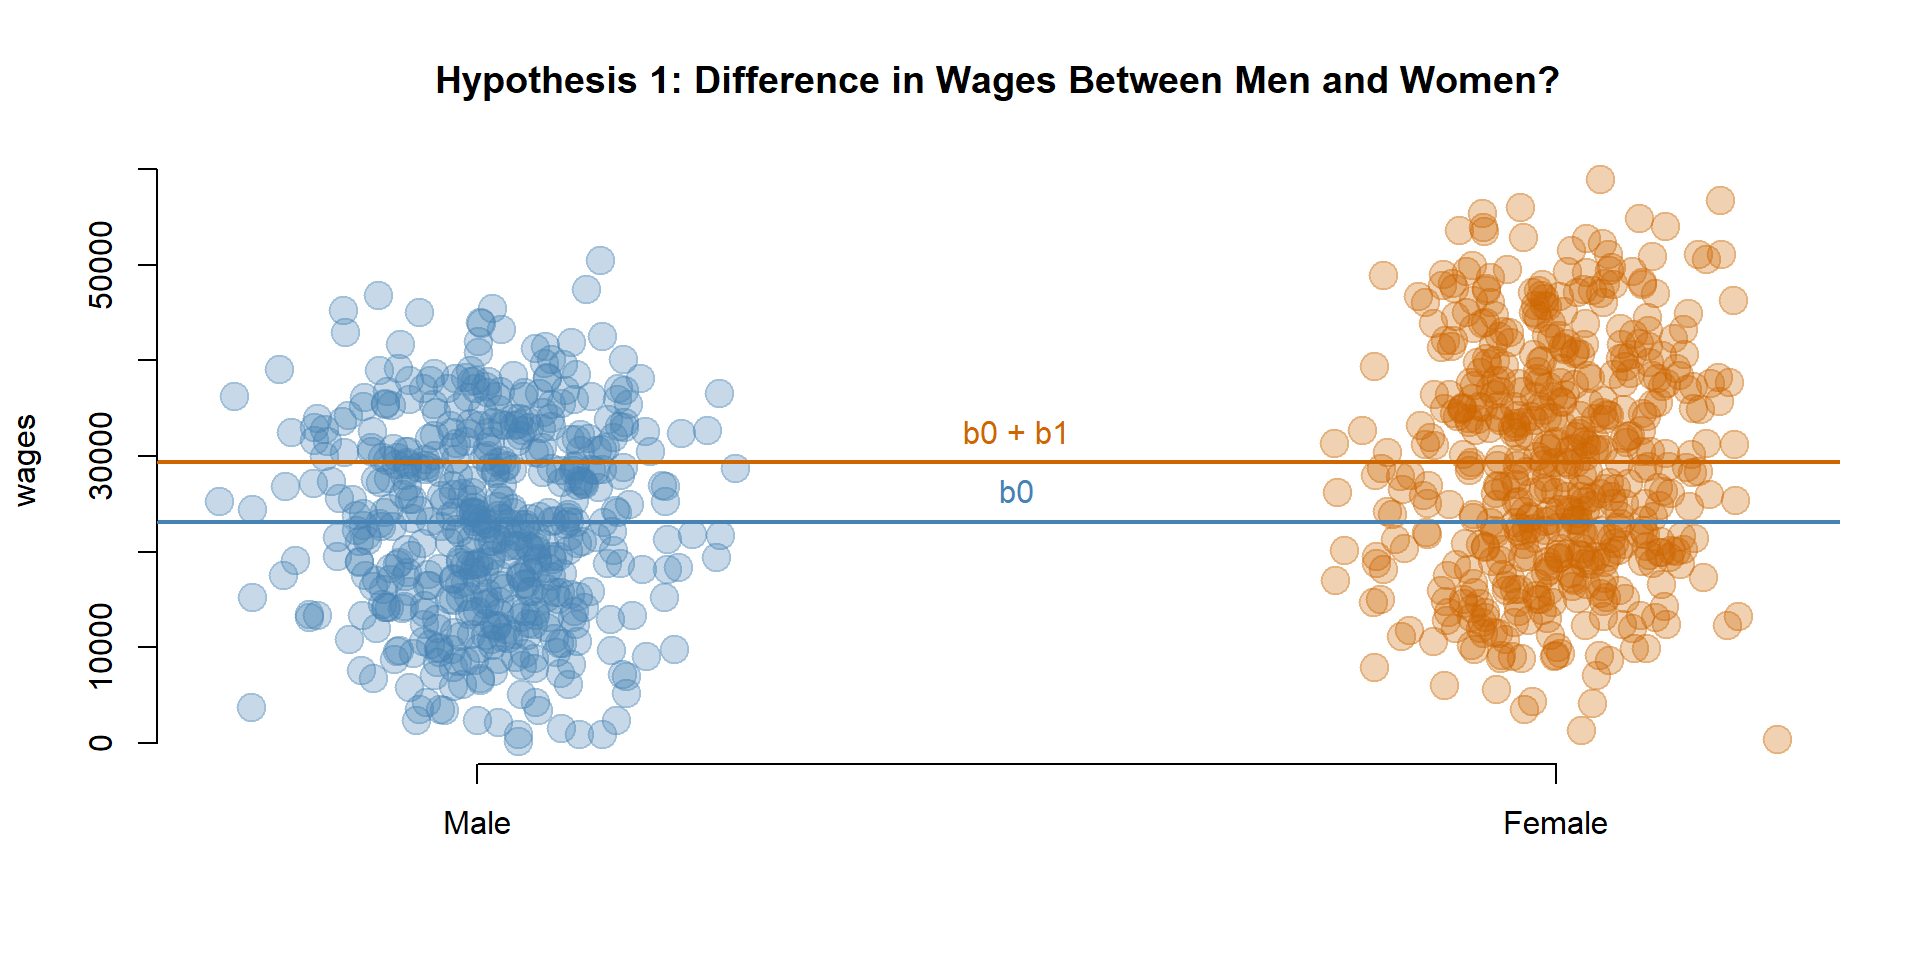 Hypothesis 1: Difference in Wages Between Men and Women?
wages
50000
30000
10000
0
b0 + b1
b0
Male
Female